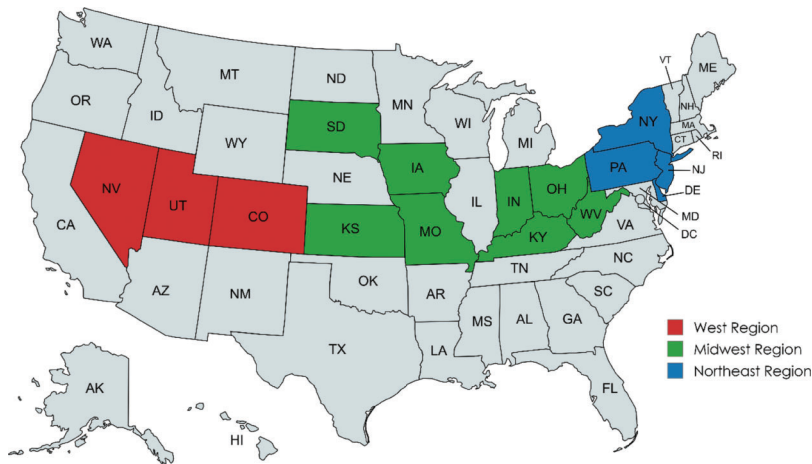 WA
MT
ND
MN
VT
ME
OR
ID
SD
WI
NH
NY
MA
WY
MI
CT
RI
IA
PA
NJ
NV
NE
IN
OH
DE
UT
CO
IL
WV
MD
CA
KS
MO
KY
VA
DC
AZ
NM
OK
AR
TN
NC
SC
MS
AL
GA
TX
LA
West Region
Midwest Region
Northeast Region
FL
AK
HI